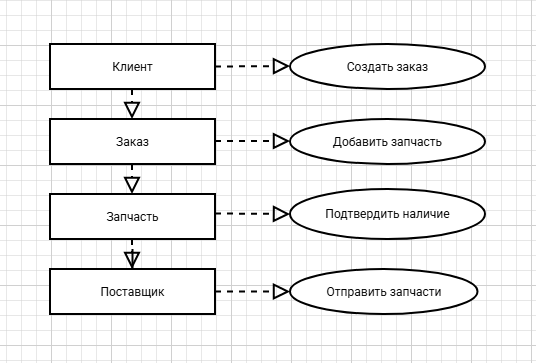 Клиент
Создать заказ
Заказ
Добавить запчасть
Запчасть
Подтвердить наличие
Поставщик
Отправить запчасти